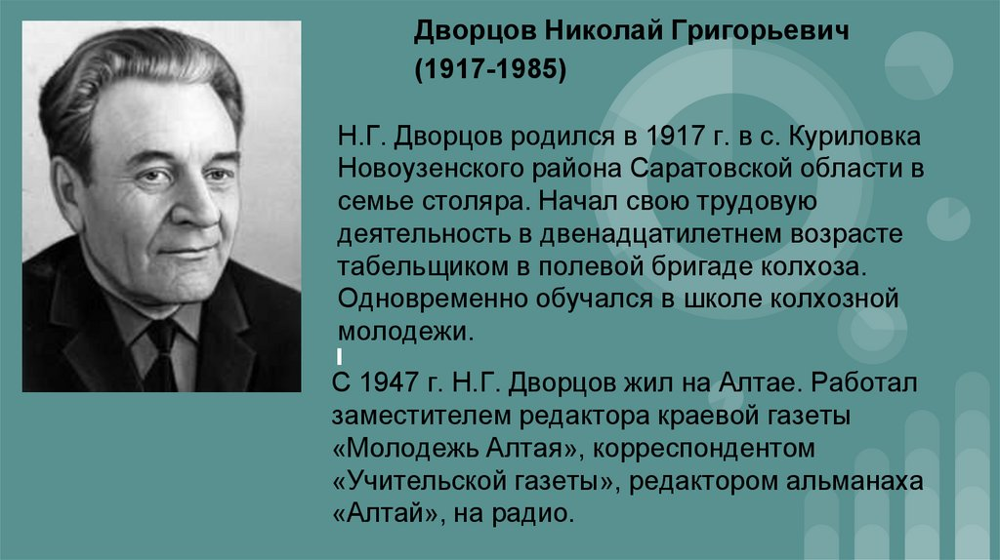 Дворцов Николай Григорьевич
(1917-1985)
Н.Г. Дворцов родился в 1917 г. в с. Куриловка
Новоузенского района Саратовской области в
семье столяра. Начал свою трудовую
деятельность в двенадцатилетнем возрасте
табельщиком в полевой бригаде колхоза.
Одновременно обучался в школе колхозной
молодежи.
С 1947 г. Н.Г. Дворцов жил на Алтае. Работал
заместителем редактора краевой газеты
«Молодежь Алтая», корреспондентом
«Учительской газеты», редактором альманаха
«Алтай», на радио.